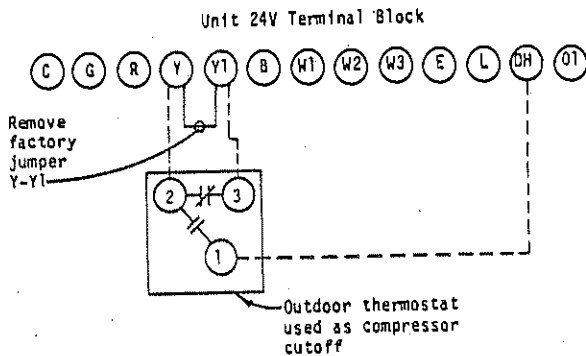 Unit 24V Terminal Block
C G R Y Y1 B W1 W2 W3 E L OH O1
Remove
factory
jumper
Y-Y1
2 3
1
Outdoor thermostat
used as compressor
cutoff